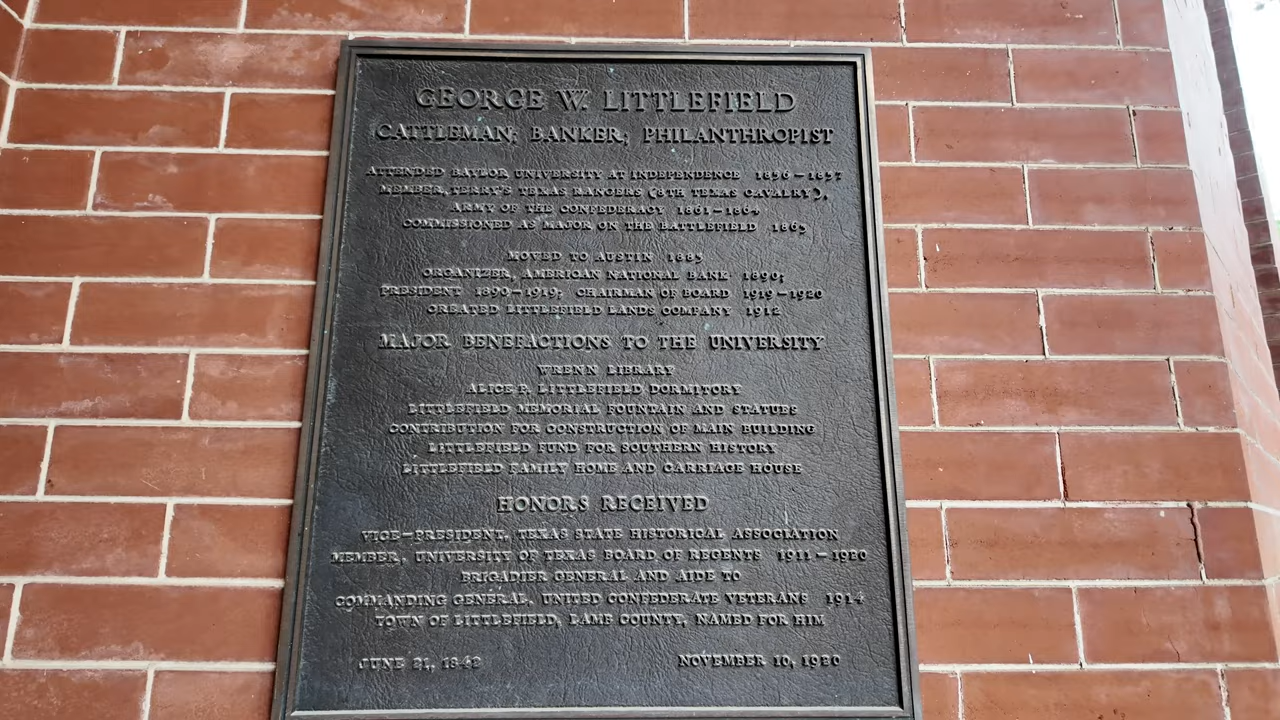 GEORGE W. LITTLEFIELD
CATTLEMAN, BANKER, PHILANTHROPIST
ATTENDED BAYLOR UNIVERSITY AT INDEPENDENCE 1856–1857
MEMBER, TERRY'S TEXAS RANGERS (8TH TEXAS CAVALRY),
ARMY OF THE CONFEDERACY 1861–1864
COMMISSIONED AS MAJOR ON THE BATTLEFIELD 1863
MOVED TO AUSTIN 1883
ORGANIZER, AMERICAN NATIONAL BANK 1890;
PRESIDENT 1890–1919; CHAIRMAN OF BOARD 1919–1920
CREATED LITTLEFIELD LANDS COMPANY 1912
MAJOR BENEFACTIONS TO THE UNIVERSITY
WRENN LIBRARY
ALICE P. LITTLEFIELD DORMITORY
LITTLEFIELD MEMORIAL FOUNTAIN AND STATUES
CONTRIBUTION FOR CONSTRUCTION OF MAIN BUILDING
LITTLEFIELD FUND FOR SOUTHERN HISTORY
LITTLEFIELD FAMILY HOME AND CARRIAGE HOUSE
HONORS RECEIVED
VICE-PRESIDENT, TEXAS STATE HISTORICAL ASSOCIATION
MEMBER, UNIVERSITY OF TEXAS BOARD OF REGENTS 1911–1920
BRIGADIER GENERAL AND AIDE TO
COMMANDING GENERAL, UNITED CONFEDERATE VETERANS 1914
TOWN OF LITTLEFIELD, LAMB COUNTY, NAMED FOR HIM
JUNE 21, 1842 NOVEMBER 10, 1920